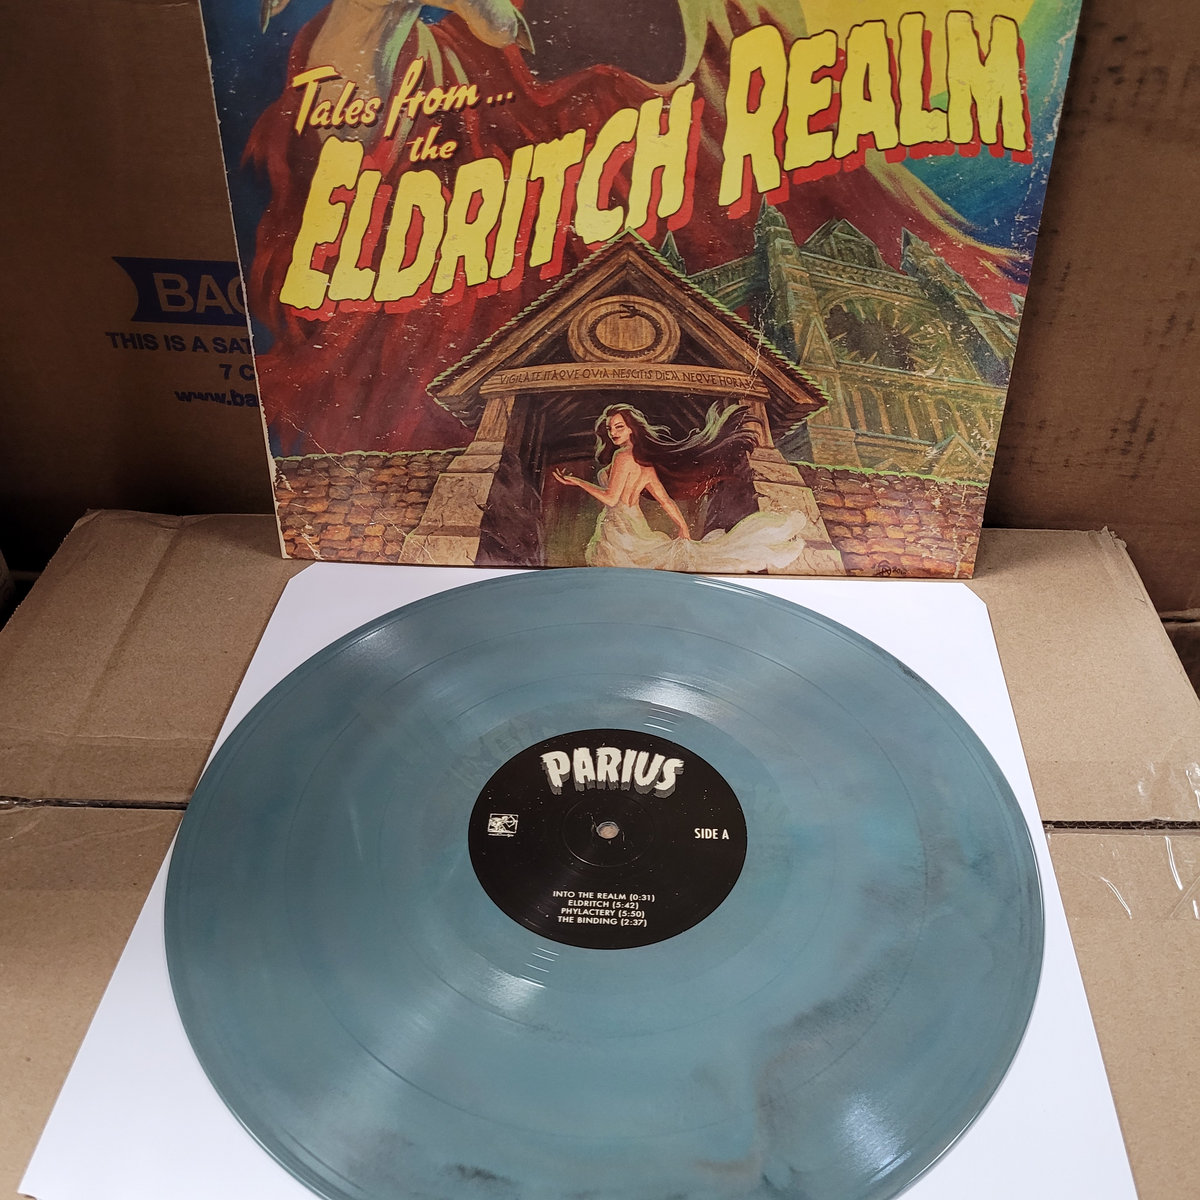 Tales from...
the
ELDRITCH REALM
BAG
THIS IS A SAT
7 C
www.ba
VIGILATE ITAQVE QVIA NESCITIS DIEM NEQVE HORAM
PARIUS
SIDE A
INTO THE REALM (0:31)
ELDRITCH (5:42)
PHYLACTERY (5:50)
THE BINDING (2:37)